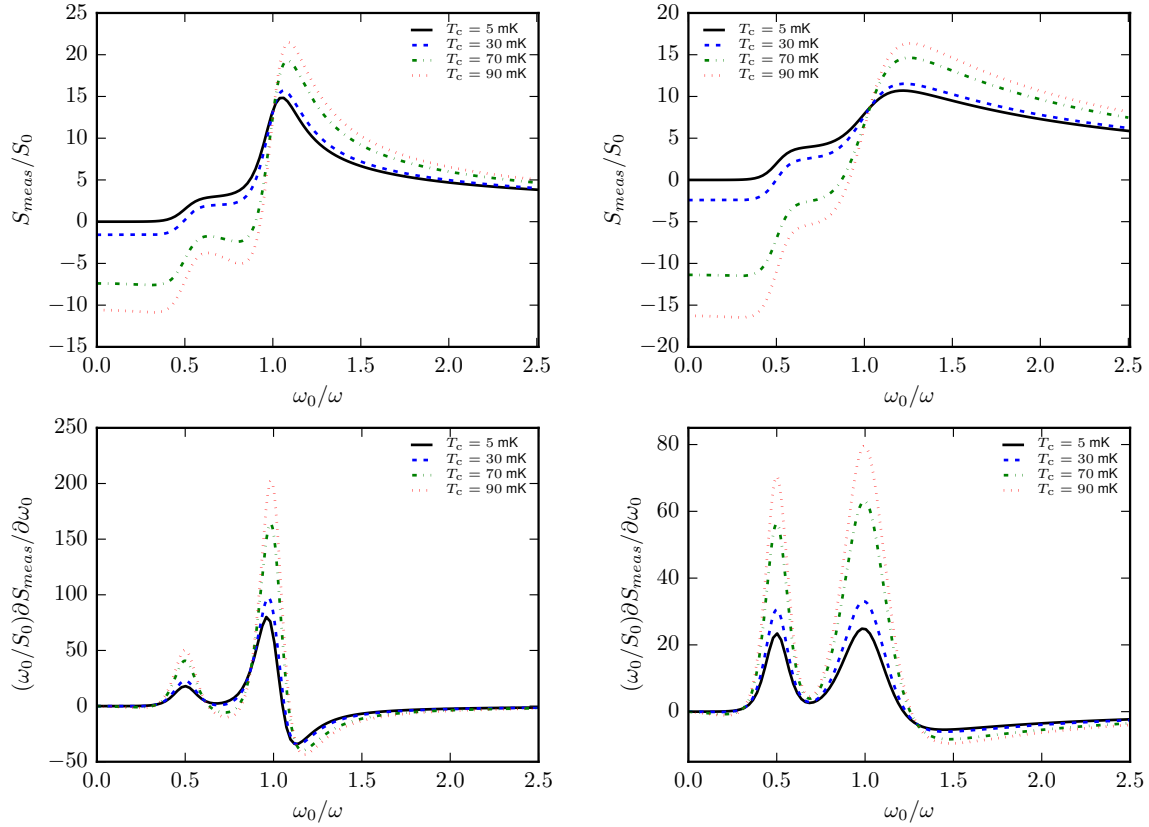 25
20
15
10
5
0
−5
−10
−15
S_meas/S_0
0.0 0.5 1.0 1.5 2.0 2.5
ω_0/ω
T_c = 5 mK
T_c = 30 mK
T_c = 70 mK
T_c = 90 mK
20
15
10
5
0
−5
−10
−15
−20
S_meas/S_0
0.0 0.5 1.0 1.5 2.0 2.5
ω_0/ω
T_c = 5 mK
T_c = 30 mK
T_c = 70 mK
T_c = 90 mK
250
200
150
100
50
0
−50
(ω_0/S_0)∂S_meas/∂ω_0
0.0 0.5 1.0 1.5 2.0 2.5
ω_0/ω
T_c = 5 mK
T_c = 30 mK
T_c = 70 mK
T_c = 90 mK
80
60
40
20
0
(ω_0/S_0)∂S_meas/∂ω_0
0.0 0.5 1.0 1.5 2.0 2.5
ω_0/ω
T_c = 5 mK
T_c = 30 mK
T_c = 70 mK
T_c = 90 mK